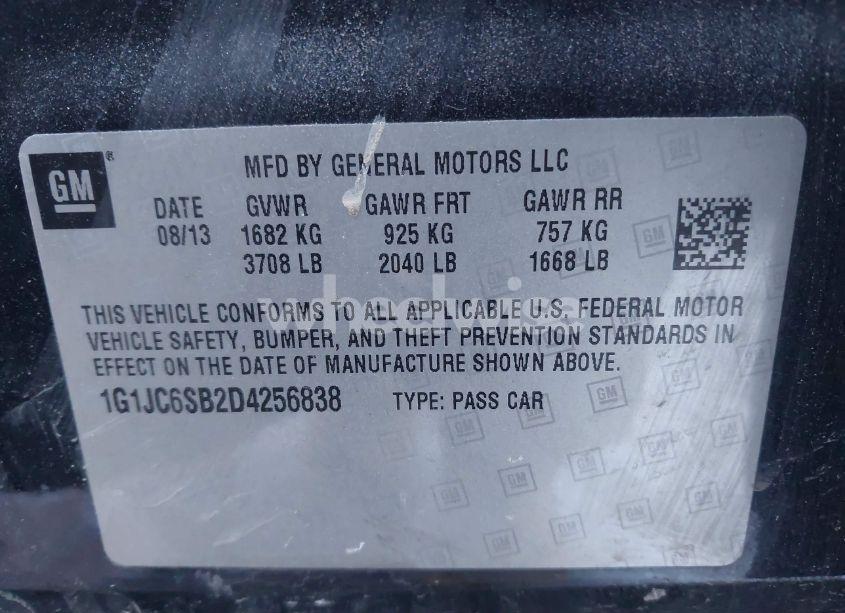 GM
MFD BY GENERAL MOTORS LLC
DATE GVWR GAWR FRT GAWR RR
08/13 1682 KG 925 KG 757 KG
3708 LB 2040 LB 1668 LB
THIS VEHICLE CONFORMS TO ALL APPLICABLE U.S. FEDERAL MOTOR
VEHICLE SAFETY, BUMPER, AND THEFT PREVENTION STANDARDS IN
EFFECT ON THE DATE OF MANUFACTURE SHOWN ABOVE.
1G1JC6SB2D4256838 TYPE: PASS CAR